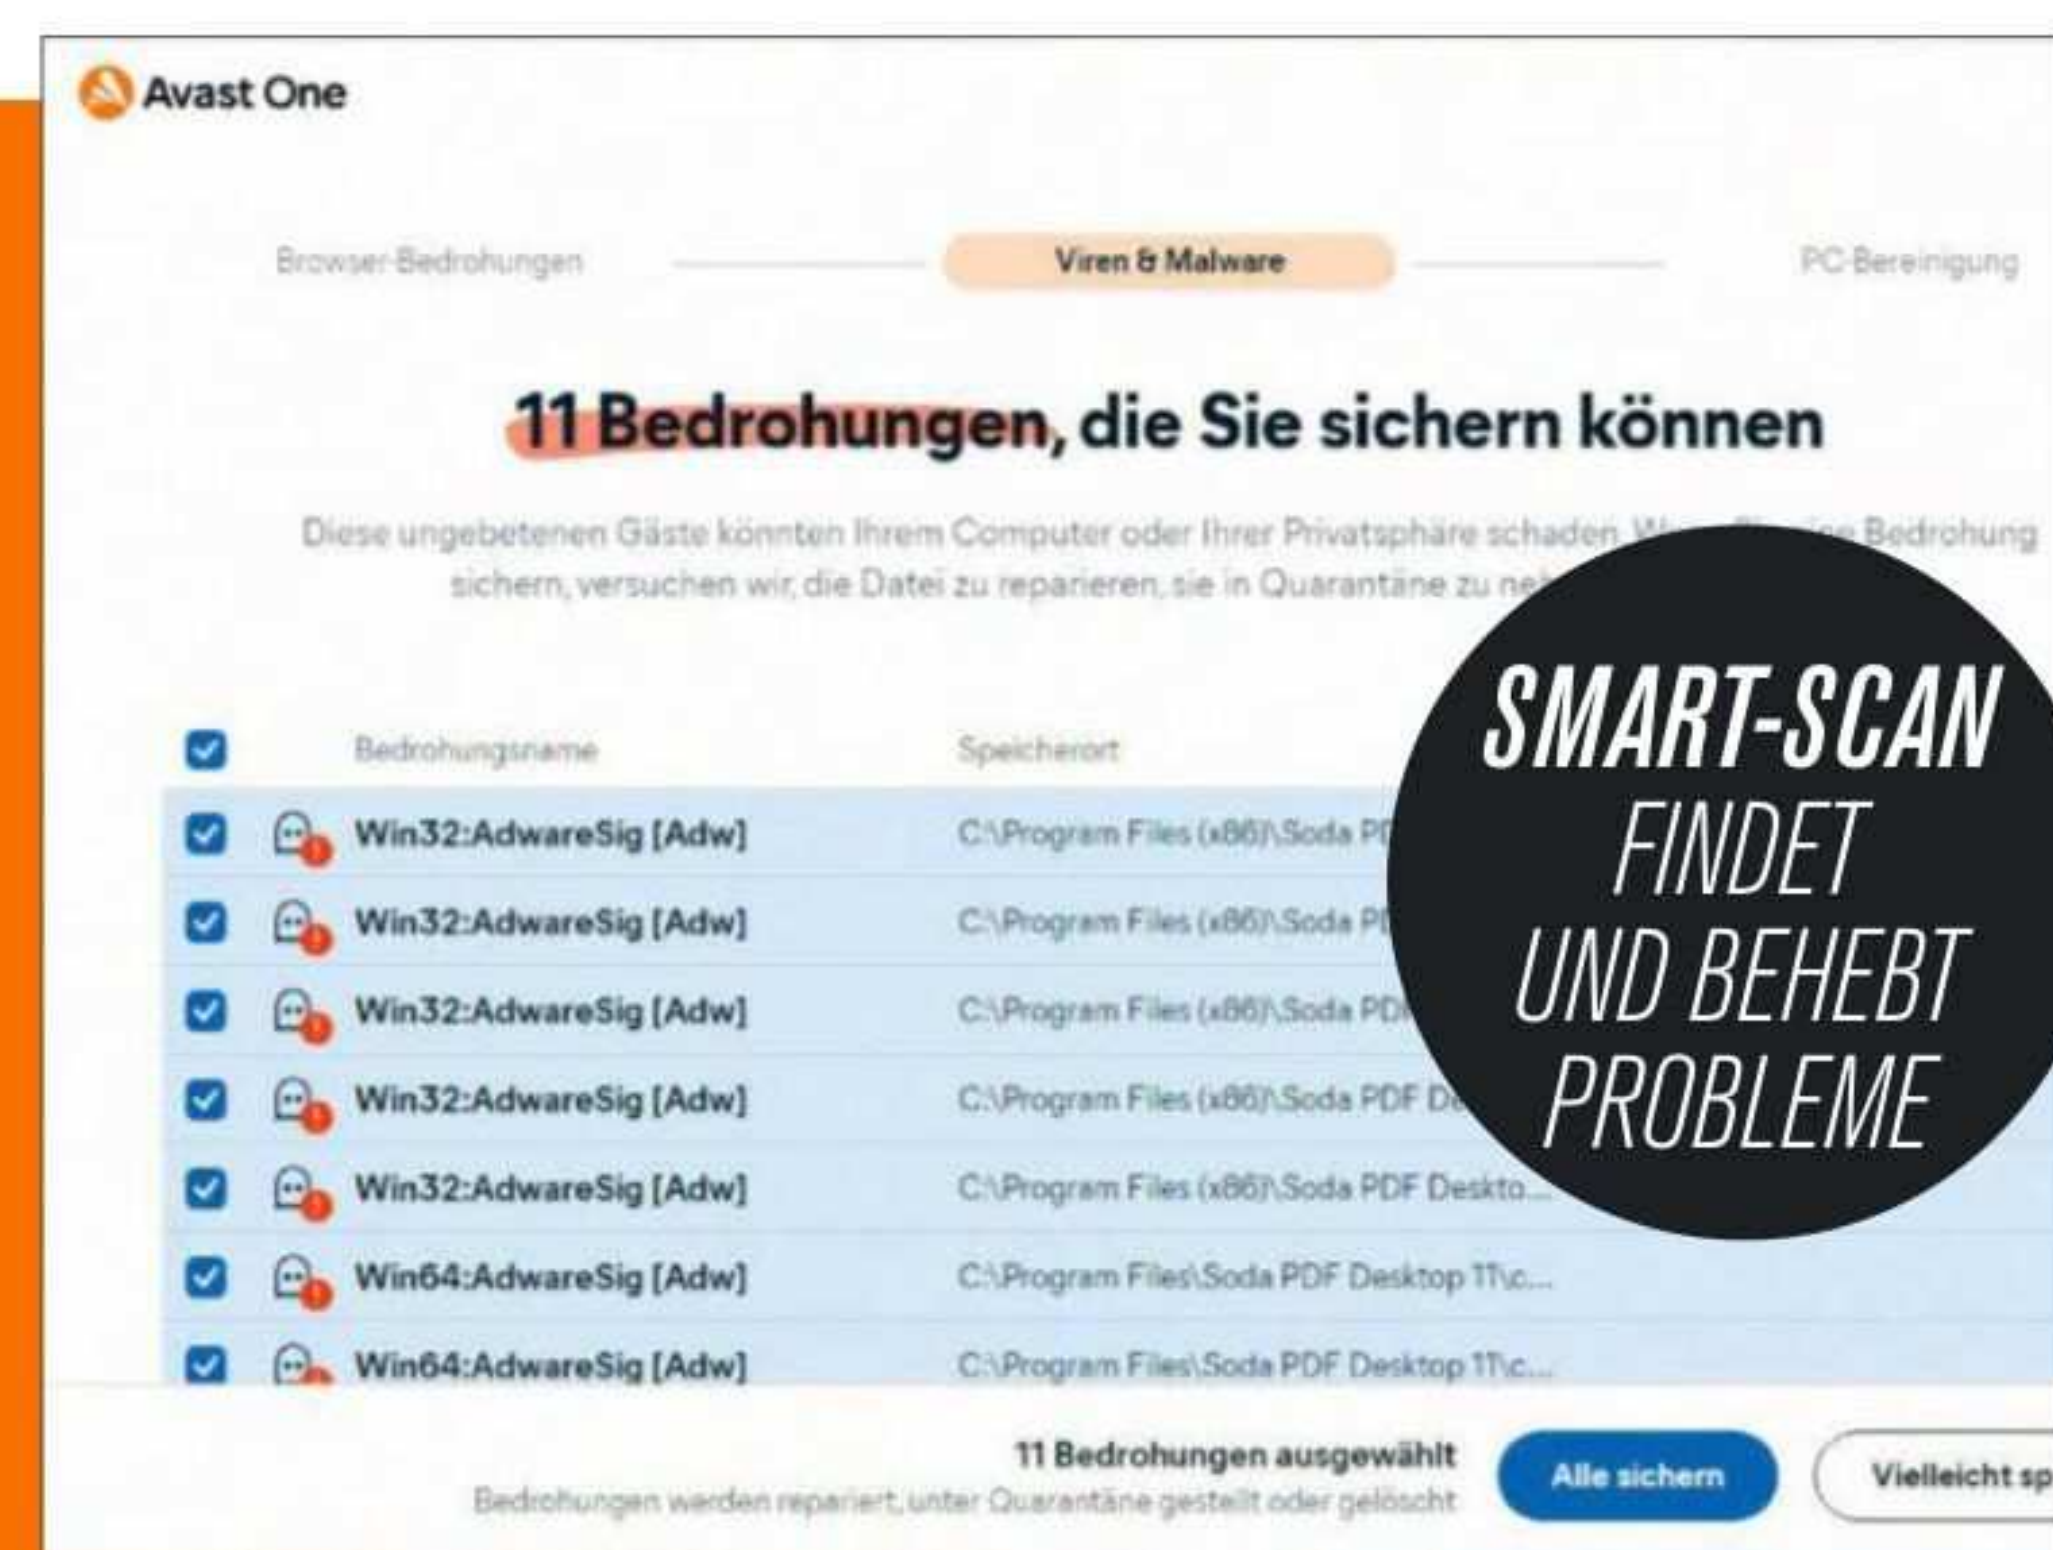 Avast One
Browser-Bedrohungen
Viren & Malware
PC-Bereinigung
11 Bedrohungen, die Sie sichern können
Diese ungebetenen Gäste könnten Ihrem Computer oder Ihrer Privatsphäre schaden. Bedrohung
sichern, versuchen wir, die Datei zu reparieren, sie in Quarantäne zu
Bedrohungsname
Speicherort
Win32:AdwareSig [Adw] C:\Program Files (x86)\Soda
Win32:AdwareSig [Adw] C:\Program Files (x86)\Soda
Win32:AdwareSig [Adw] C:\Program Files (x86)\Soda
Win32:AdwareSig [Adw] C:\Program Files (x86)\Soda PDF
Win32:AdwareSig [Adw] C:\Program Files (x86)\Soda PDF Deskto...
Win64:AdwareSig [Adw] C:\Program Files\Soda PDF Desktop 11\c...
Win64:AdwareSig [Adw] C:\Program Files\Soda PDF Desktop 11\c...
SMART-SCAN
FINDET
UND BEHEBT
PROBLEME
11 Bedrohungen ausgewählt
Bedrohungen werden repariert, unter Quarantäne gestellt oder gelöscht
Alle sichern
Vielleicht